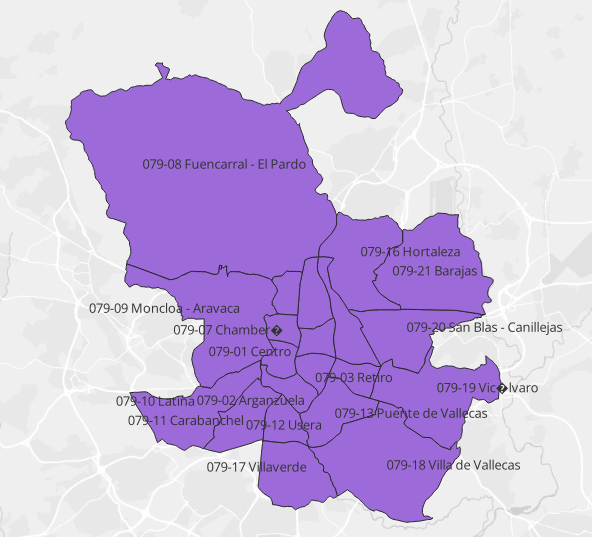 079-08 Fuencarral - El Pardo
079-16 Hortaleza
079-21 Barajas
079-09 Moncloa - Aravaca
079-07 Chamber�
079-20 San Blas - Canillejas
079-01 Centro
079-03 Retiro
079-19 Vic�lvaro
079-10 Latina
079-02 Arganzuela
079-13 Puente de Vallecas
079-11 Carabanchel
079-12 Usera
079-17 Villaverde
079-18 Villa de Vallecas